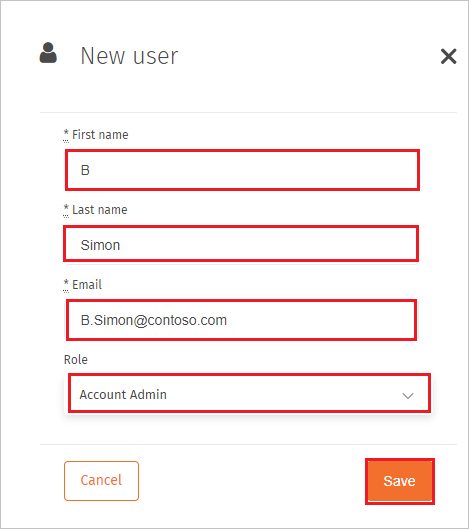 New user
* First name
B
* Last name
Simon
* Email
B.Simon@contoso.com
Role
Account Admin
Cancel Save